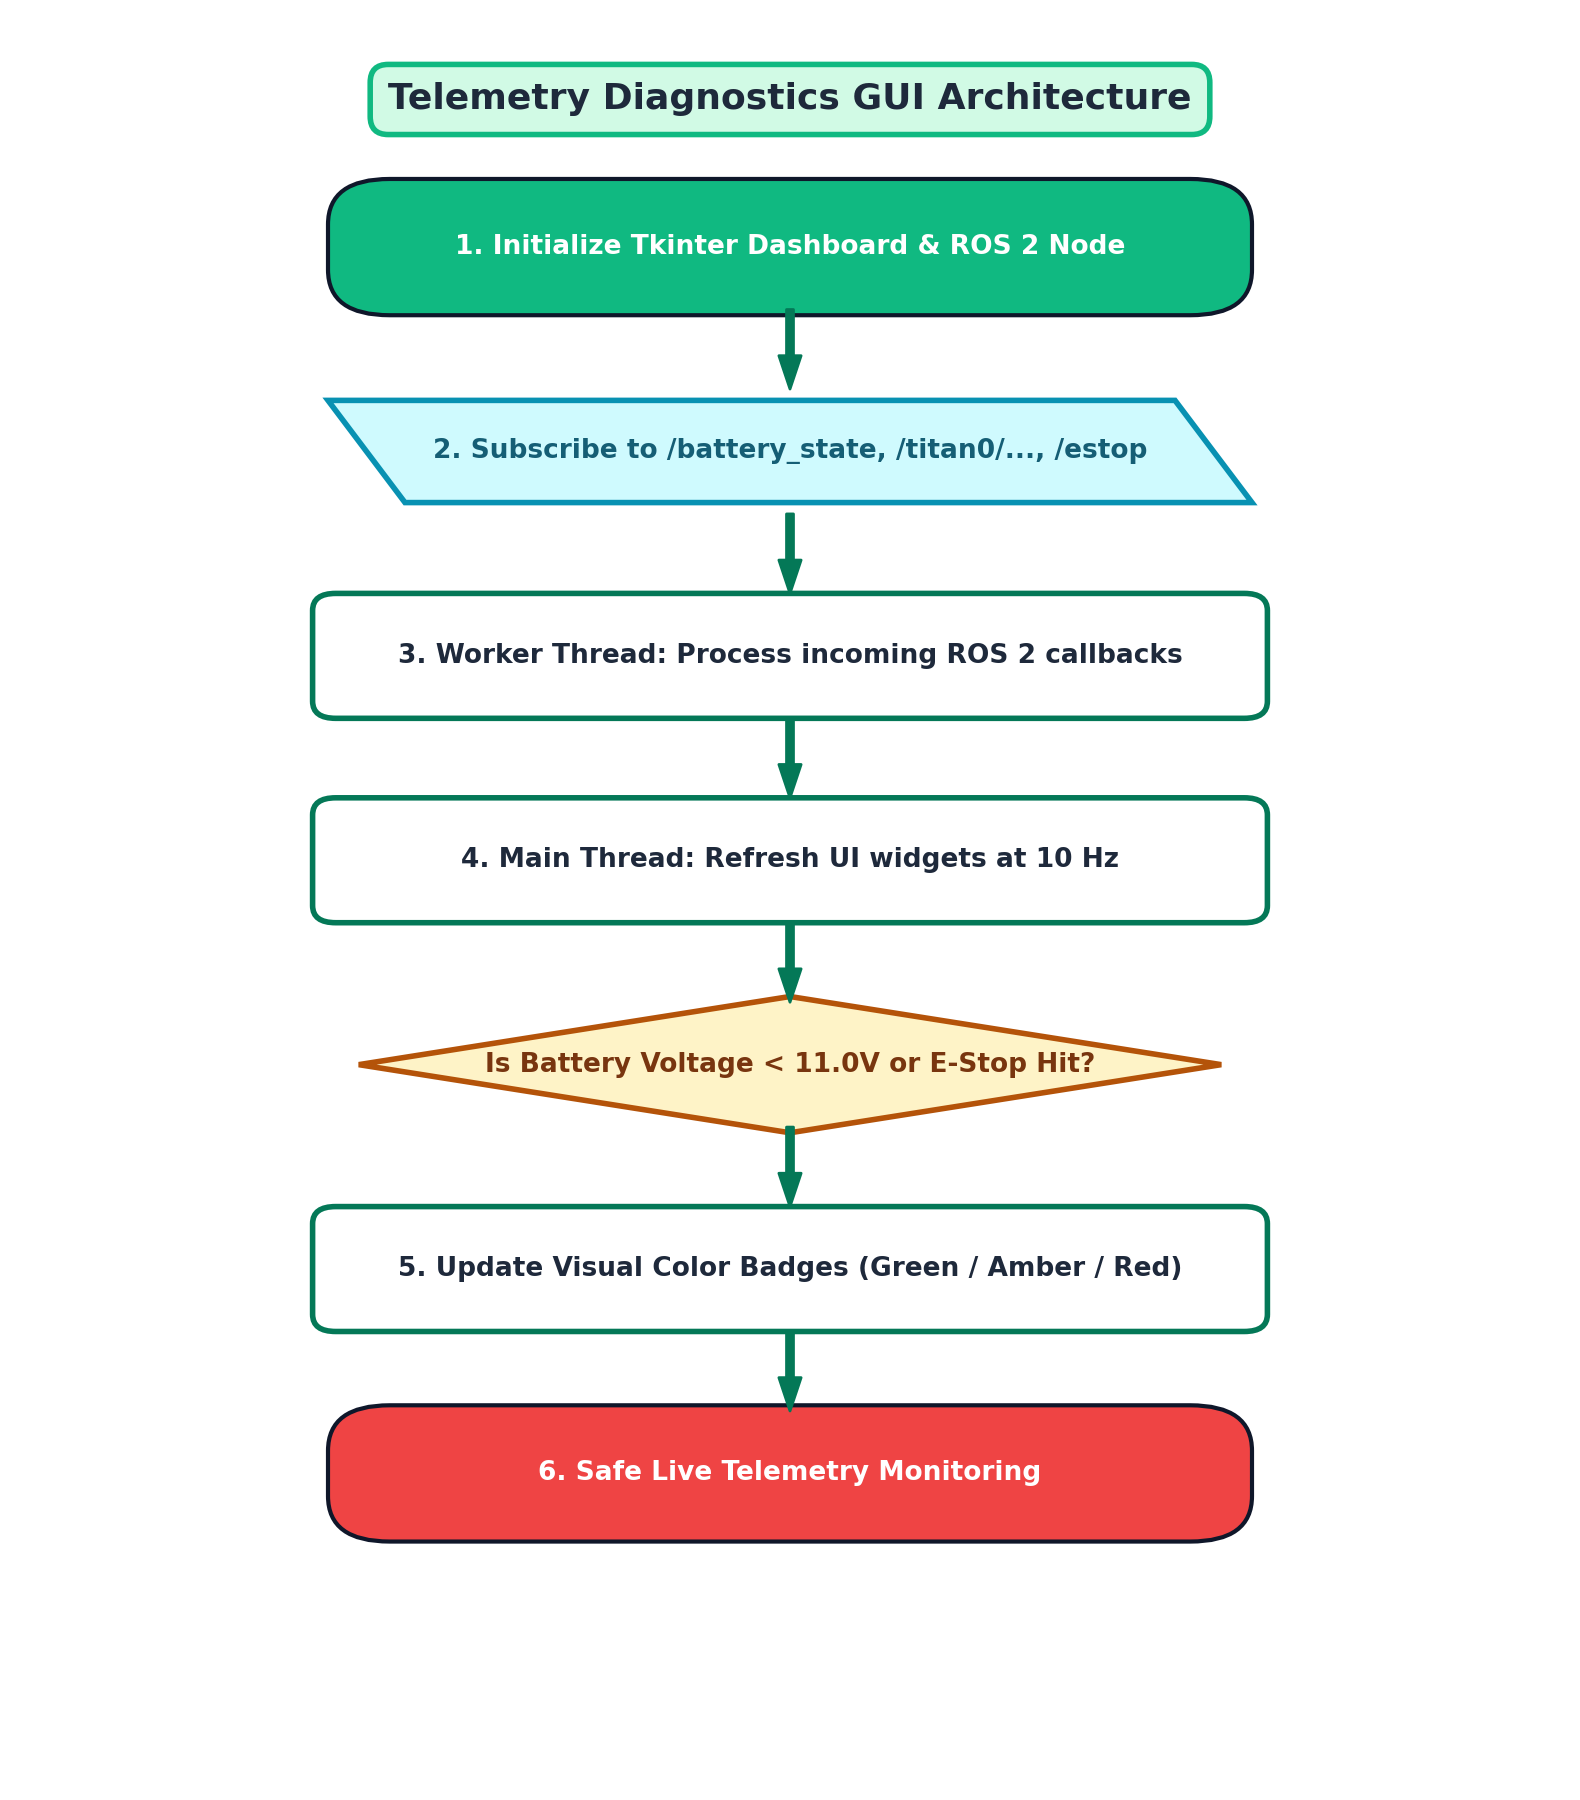 Telemetry Diagnostics GUI Architecture
1. Initialize Tkinter Dashboard & ROS 2 Node
2. Subscribe to /battery_state, /titan0/..., /estop
3. Worker Thread: Process incoming ROS 2 callbacks
4. Main Thread: Refresh UI widgets at 10 Hz
Is Battery Voltage < 11.0V or E-Stop Hit?
5. Update Visual Color Badges (Green / Amber / Red)
6. Safe Live Telemetry Monitoring